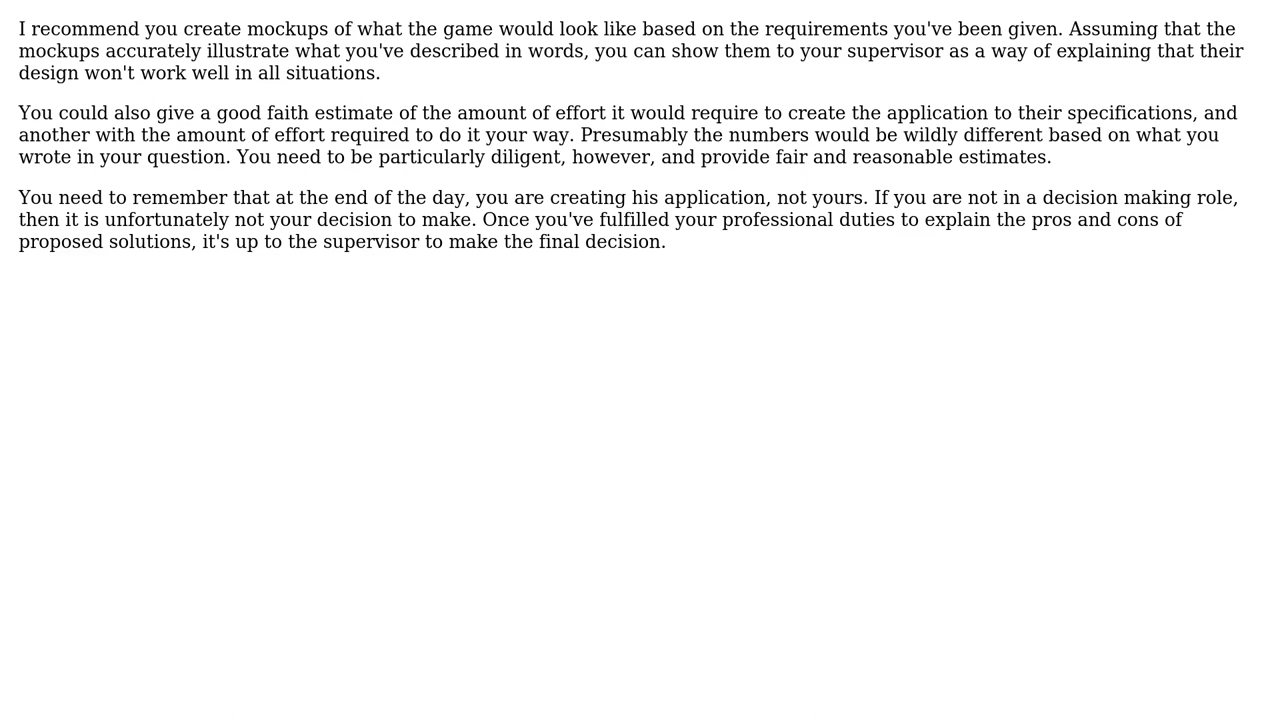 I recommend you create mockups of what the game would look like based on the requirements you've been given. Assuming that the
mockups accurately illustrate what you've described in words, you can show them to your supervisor as a way of explaining that their
design won't work well in all situations.
You could also give a good faith estimate of the amount of effort it would require to create the application to their specifications, and
another with the amount of effort required to do it your way. Presumably the numbers would be wildly different based on what you
wrote in your question. You need to be particularly diligent, however, and provide fair and reasonable estimates.
You need to remember that at the end of the day, you are creating his application, not yours. If you are not in a decision making role,
then it is unfortunately not your decision to make. Once you've fulfilled your professional duties to explain the pros and cons of
proposed solutions, it's up to the supervisor to make the final decision.